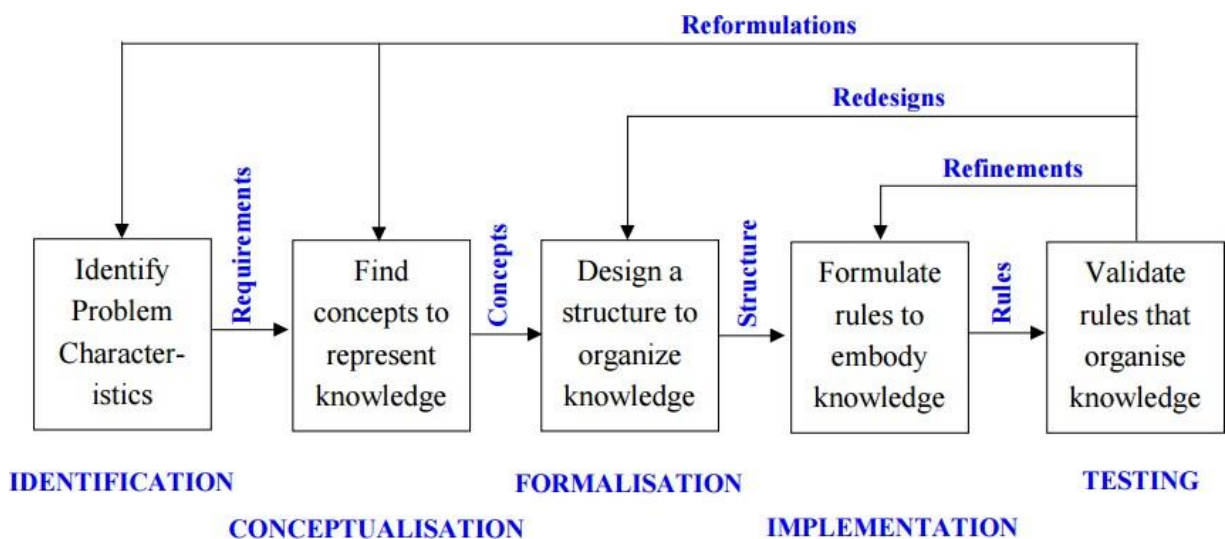 Reformulations
Redesigns
Refinements
Identify
Problem
Character-
istics
Requirements
Find
concepts to
represent
knowledge
Concepts
Design a
structure to
organize
knowledge
Structure
Formulate
rules to
embody
knowledge
Rules
Validate
rules that
organise
knowledge
IDENTIFICATION
CONCEPTUALISATION
FORMALISATION
IMPLEMENTATION
TESTING